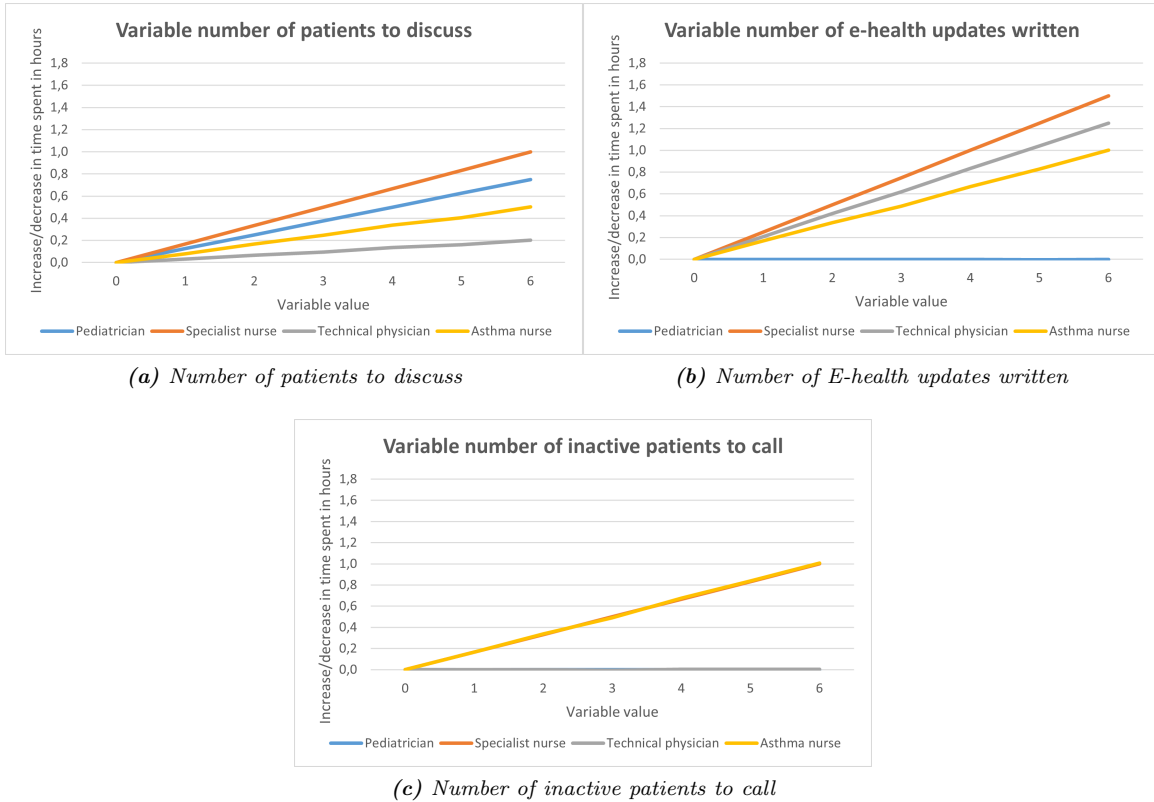 Variable number of patients to discuss
Increase/decrease in time spent in hours
1,8
1,6
1,4
1,2
1,0
0,8
0,6
0,4
0,2
0,0
0 1 2 3 4 5 6
Variable value
Pediatrician Specialist nurse Technical physician Asthma nurse
(a) Number of patients to discuss
Variable number of e-health updates written
Increase/decrease in time spent in hours
1,8
1,6
1,4
1,2
1,0
0,8
0,6
0,4
0,2
0,0
0 1 2 3 4 5 6
Variable value
Pediatrician Specialist nurse Technical physician Asthma nurse
(b) Number of E-health updates written
Variable number of inactive patients to call
Increase/decrease in time spent in hours
1,8
1,6
1,4
1,2
1,0
0,8
0,6
0,4
0,2
0,0
0 1 2 3 4 5 6
Variable value
Pediatrician Specialist nurse Technical physician Asthma nurse
(c) Number of inactive patients to call